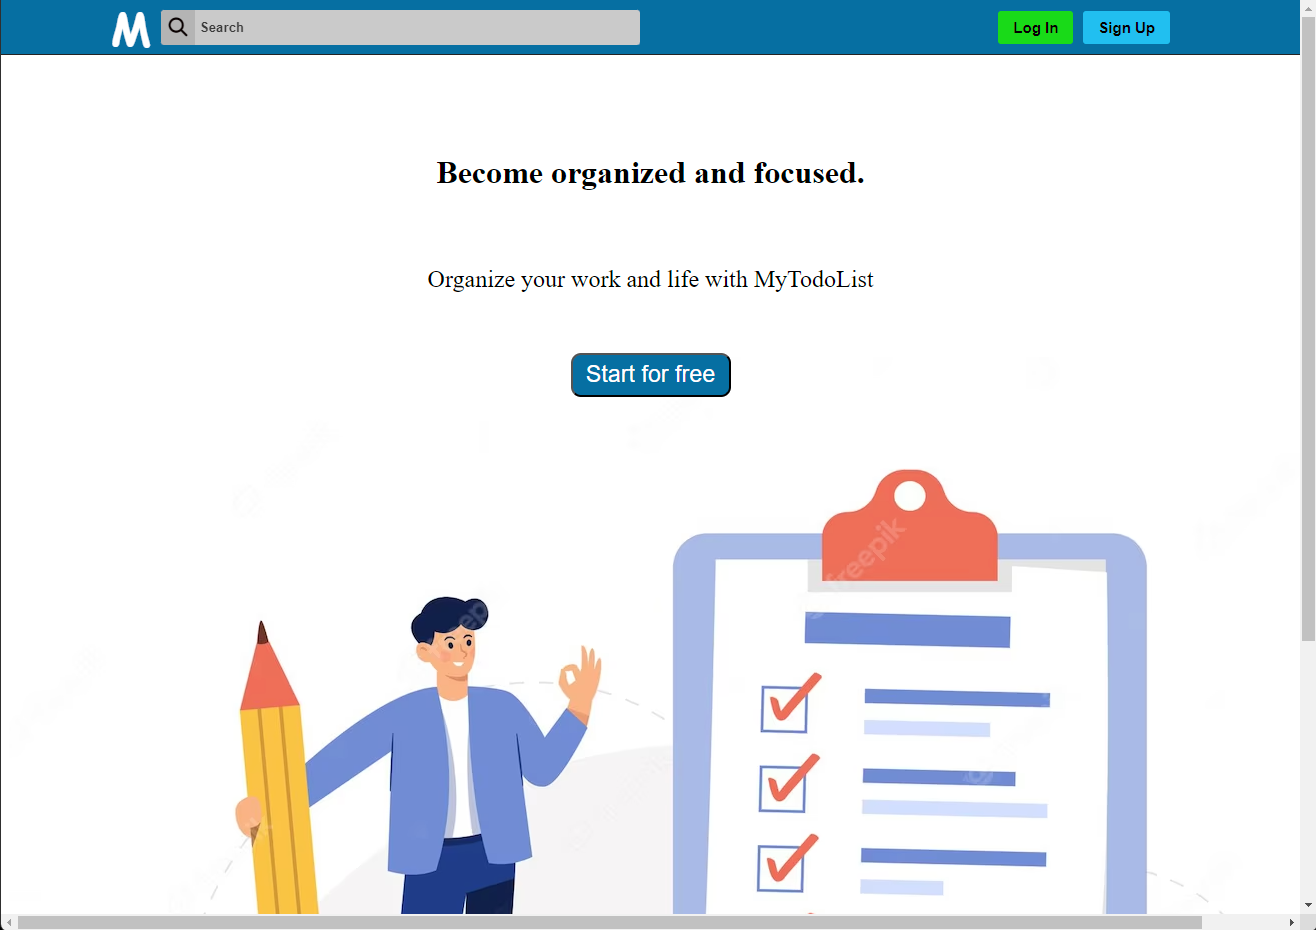 M
Search
Log In
Sign Up
Become organized and focused.
Organize your work and life with MyTodoList
Start for free
freepik
freepik